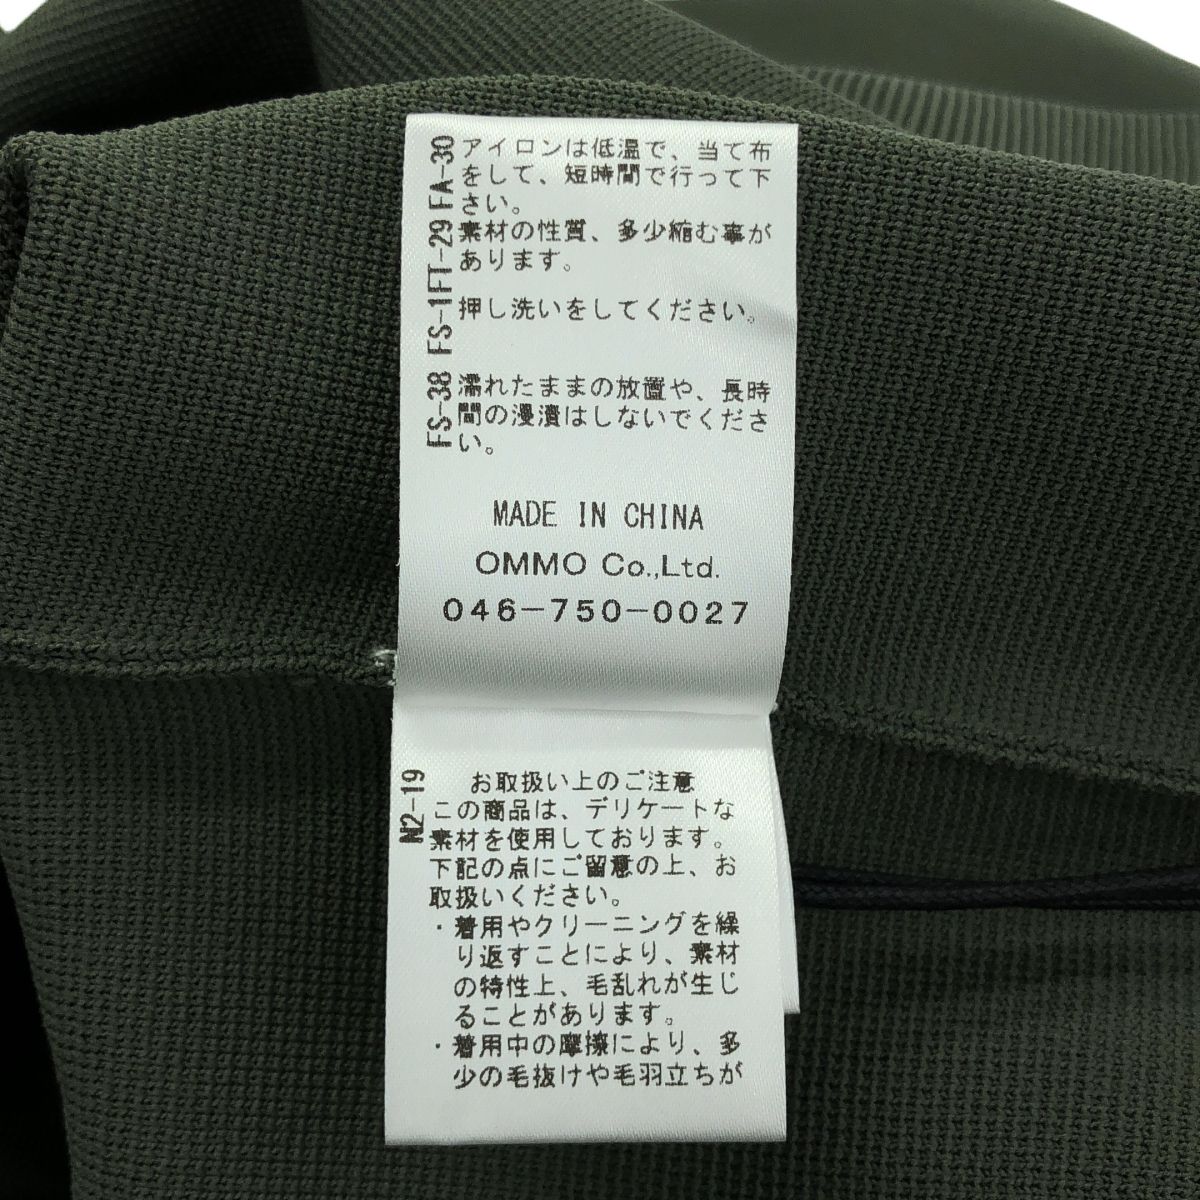 FA-30
アイロンは低温で、当て布
をして、短時間で行って下
さい。
FT-29
素材の性質、多少縮む事が
あります。
FS-1
押し洗いをしてください。
FS-38
濡れたままの放置や、長時
間の浸漬はしないでくださ
い。
MADE IN CHINA
OMMO Co.,Ltd.
046-750-0027
N2-19
お取扱い上のご注意
この商品は、デリケートな
素材を使用しております。
下記の点にご留意の上、お
取扱いください。
・着用やクリーニングを繰
り返すことにより、素材
の特性上、毛乱れが生じ
ることがあります。
・着用中の摩擦により、多
少の毛抜けや毛羽立ちが